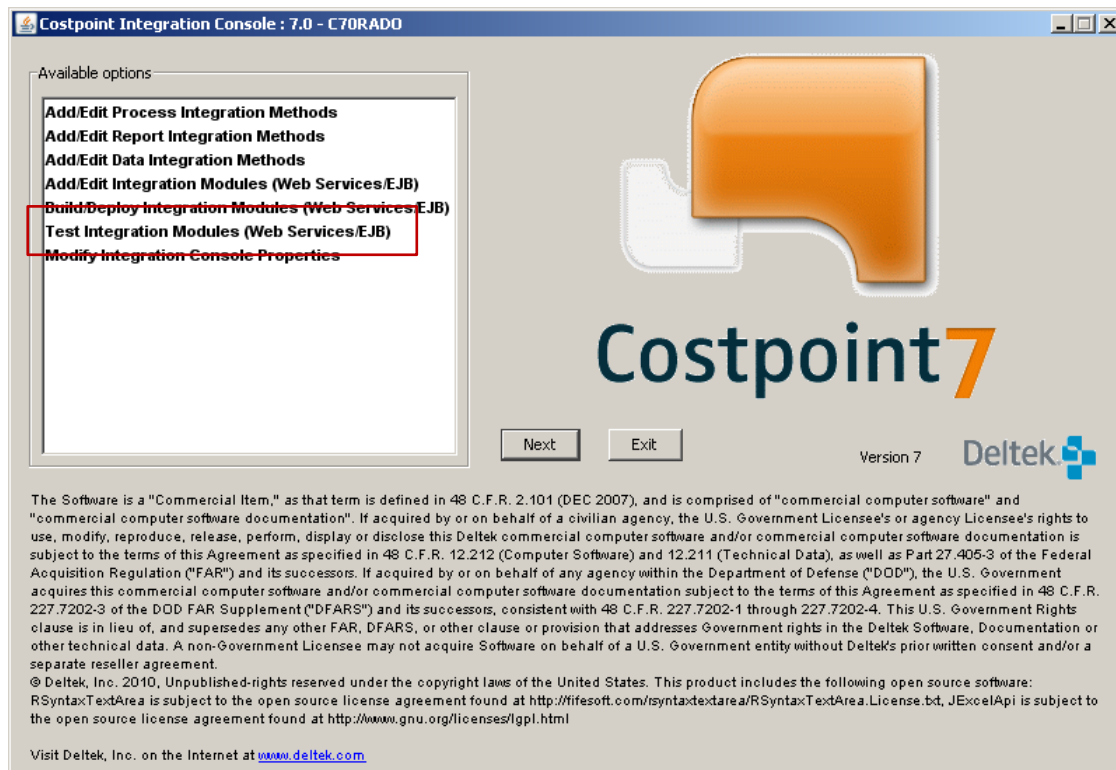 Costpoint Integration Console : 7.0 - C70RADO
Available options
Add/Edit Process Integration Methods
Add/Edit Report Integration Methods
Add/Edit Data Integration Methods
Add/Edit Integration Modules (Web Services/EJB)
Build/Deploy Integration Modules (Web Services/EJB)
Test Integration Modules (Web Services/EJB)
Modify Integration Console Properties
Costpoint 7
Next Exit
Version 7 Deltek
The Software is a "Commercial Item," as that term is defined in 48 C.F.R. 2.101 (DEC 2007), and is comprised of "commercial computer software" and
"commercial computer software documentation". If acquired by or on behalf of a civilian agency, the U.S. Government Licensee's or agency Licensee's rights to
use, modify, reproduce, release, perform, display or disclose this Deltek commercial computer software and/or commercial computer software documentation is
subject to the terms of this Agreement as specified in 48 C.F.R. 12.212 (Computer Software) and 12.211 (Technical Data), as well as Part 27.405-3 of the Federal
Acquisition Regulation ("FAR") and its successors. If acquired by or on behalf of any agency within the Department of Defense ("DOD"), the U.S. Government
acquires this commercial computer software and/or commercial computer software documentation subject to the terms of this Agreement as specified in 48 C.F.R.
227.7202-3 of the DOD FAR Supplement ("DFARS") and its successors, consistent with 48 C.F.R. 227.7202-1 through 227.7202-4. This U.S. Government Rights
clause is in lieu of, and supersedes any other FAR, DFARS, or other clause or provision that addresses Government rights in the Deltek Software, Documentation or
other technical data. A non-Government Licensee may not acquire Software on behalf of a U.S. Government entity without Deltek's prior written consent and/or a
separate reseller agreement.
© Deltek, Inc. 2010, Unpublished-rights reserved under the copyright laws of the United States. This product includes the following open source software:
RSyntaxTextArea is subject to the open source license agreement found at http://fifesoft.com/rsyntaxtextarea/RSyntaxTextArea.License.txt, JExcelApi is subject to
the open source license agreement found at http://www.gnu.org/licenses/lgpl.html
Visit Deltek, Inc. on the Internet at www.deltek.com